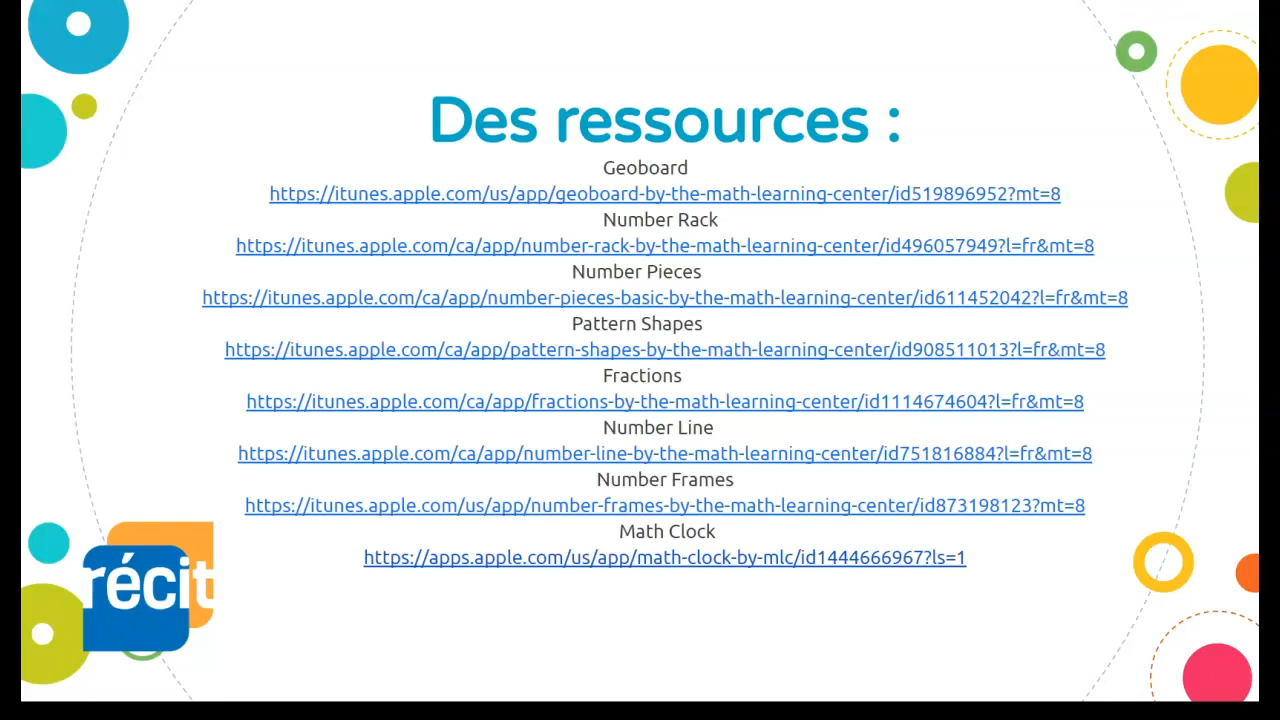 Des ressources :
Geoboard
https://itunes.apple.com/us/app/geoboard-by-the-math-learning-center/id519896952?mt=8
Number Rack
https://itunes.apple.com/ca/app/number-rack-by-the-math-learning-center/id496057949?l=fr&mt=8
Number Pieces
https://itunes.apple.com/ca/app/number-pieces-basic-by-the-math-learning-center/id611452042?l=fr&mt=8
Pattern Shapes
https://itunes.apple.com/ca/app/pattern-shapes-by-the-math-learning-center/id908511013?l=fr&mt=8
Fractions
https://itunes.apple.com/ca/app/fractions-by-the-math-learning-center/id1114674604?l=fr&mt=8
Number Line
https://itunes.apple.com/ca/app/number-line-by-the-math-learning-center/id751816884?l=fr&mt=8
Number Frames
https://itunes.apple.com/us/app/number-frames-by-the-math-learning-center/id873198123?mt=8
Math Clock
https://apps.apple.com/us/app/math-clock-by-mlc/id1444666967?ls=1
récit